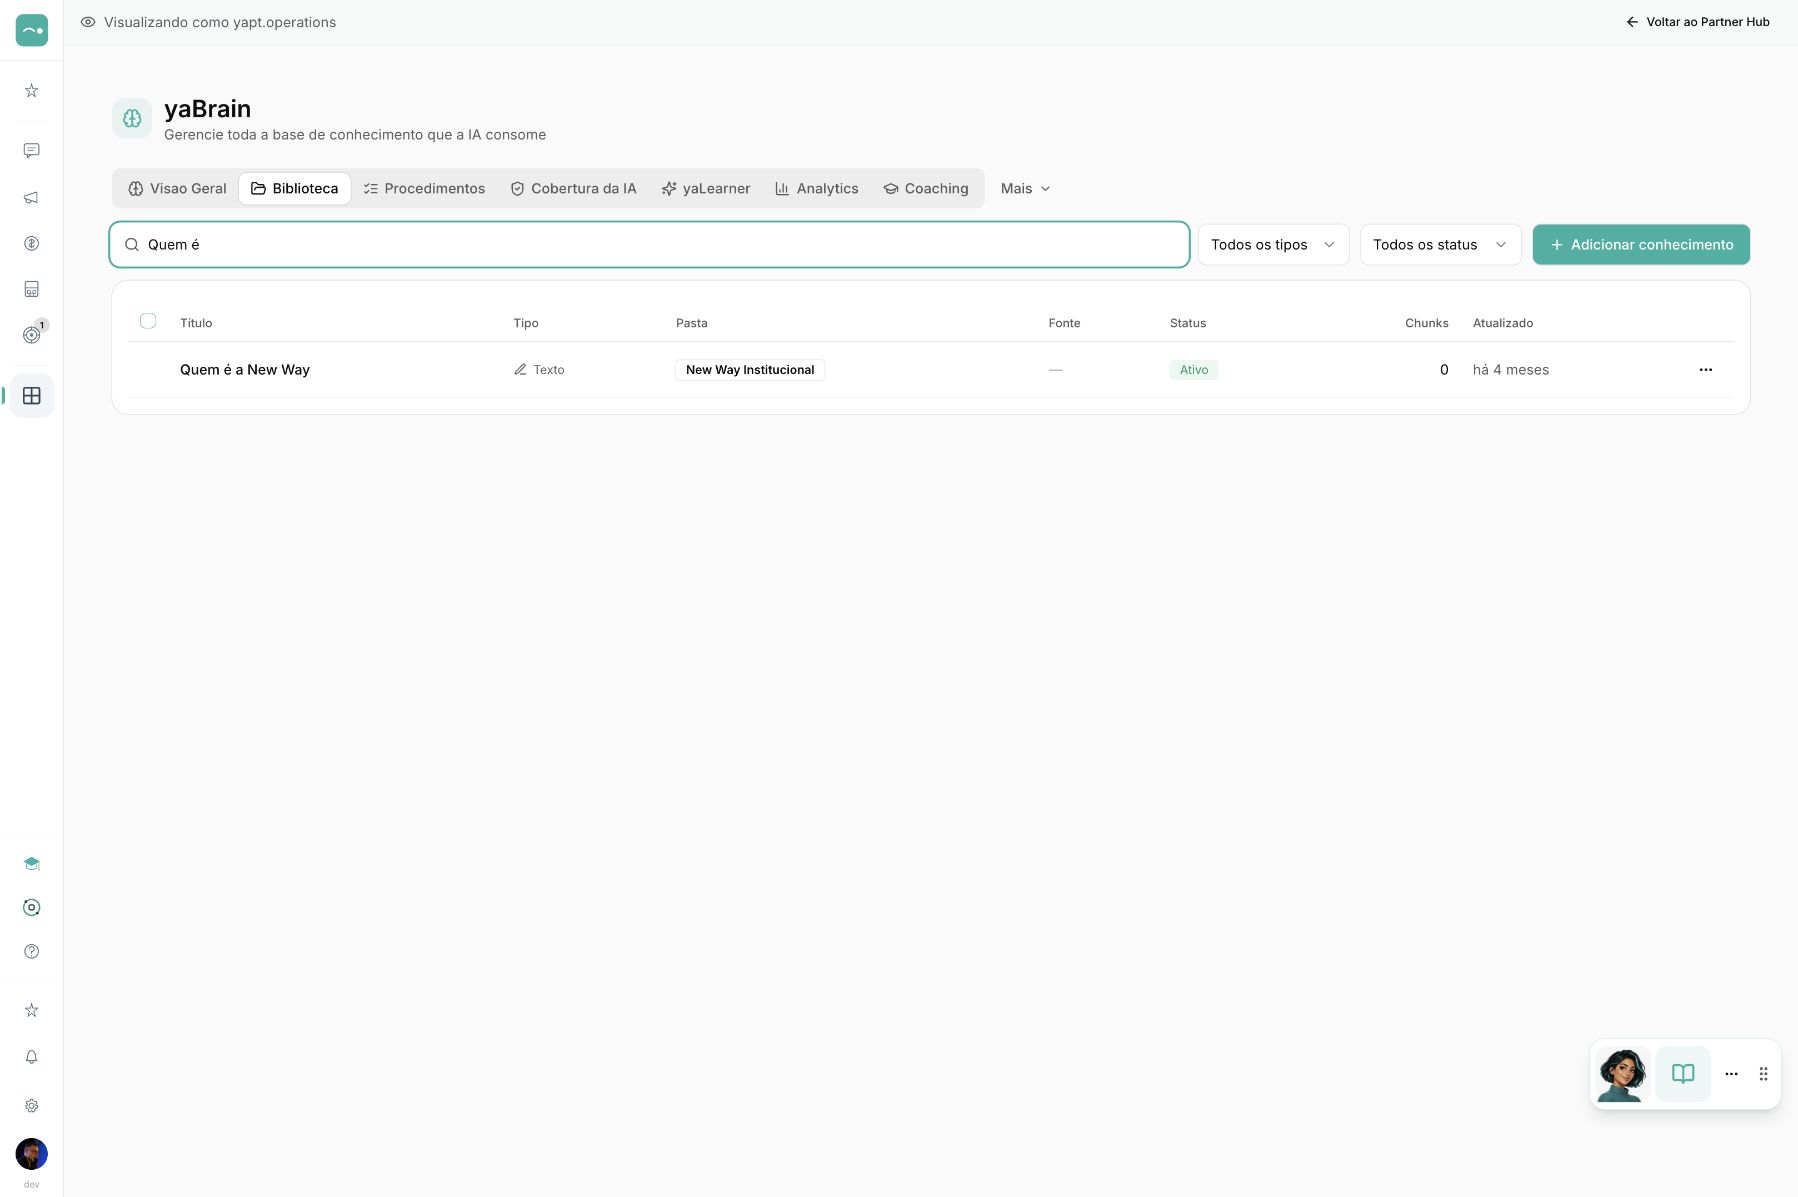 Visualizando como yapt.operations
Voltar ao Partner Hub
yaBrain
Gerencie toda a base de conhecimento que a IA consome
Visao Geral
Biblioteca
Procedimentos
Cobertura da IA
yaLearner
Analytics
Coaching
Mais
Quem é
Todos os tipos
Todos os status
Adicionar conhecimento
Título Tipo Pasta Fonte Status Chunks Atualizado
Quem é a New Way Texto New Way Institucional — Ativo 0 há 4 meses
1
dev